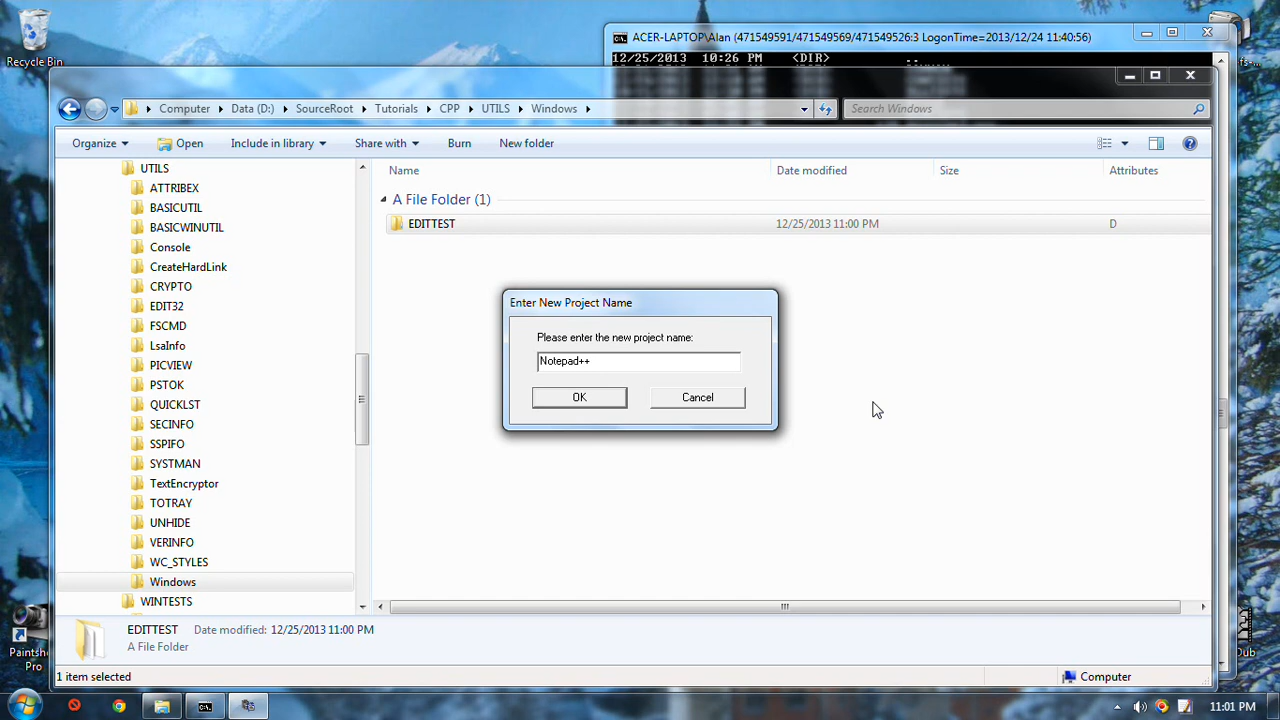 Recycle Bin
ACER-LAPTOP\Alan (471549591/471549569/471549526:3 LogonTime=2013/12/24 11:40:56)
12/25/2013 10:26 PM <DIR> ..
Computer Data (D:) SourceRoot Tutorials CPP UTILS Windows
Search Windows
Organize Open Include in library Share with Burn New folder
UTILS
ATTRIBEX
BASICUTIL
BASICWINUTIL
Console
CreateHardLink
CRYPTO
EDIT32
FSCMD
LsaInfo
PICVIEW
PSTOK
QUICKLST
SECINFO
SSPIFO
SYSTMAN
TextEncryptor
TOTRAY
UNHIDE
VERINFO
WC_STYLES
Windows
WINTESTS
Name Date modified Size Attributes
A File Folder (1)
EDITTEST 12/25/2013 11:00 PM D
Enter New Project Name
Please enter the new project name:
Notepad++
OK Cancel
EDITTEST Date modified: 12/25/2013 11:00 PM
A File Folder
1 item selected
Computer
Paintsh
Pro
Dub
11:01 PM